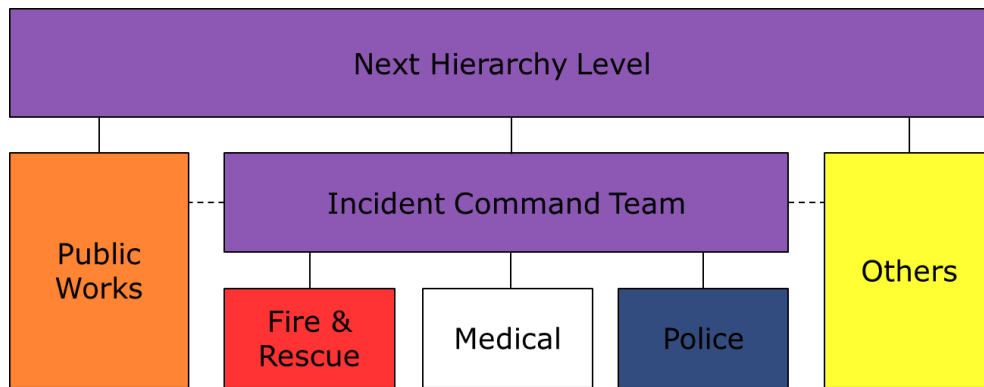 Next Hierarchy Level
Incident Command Team
Public
Works
Others
Fire &
Rescue
Medical
Police